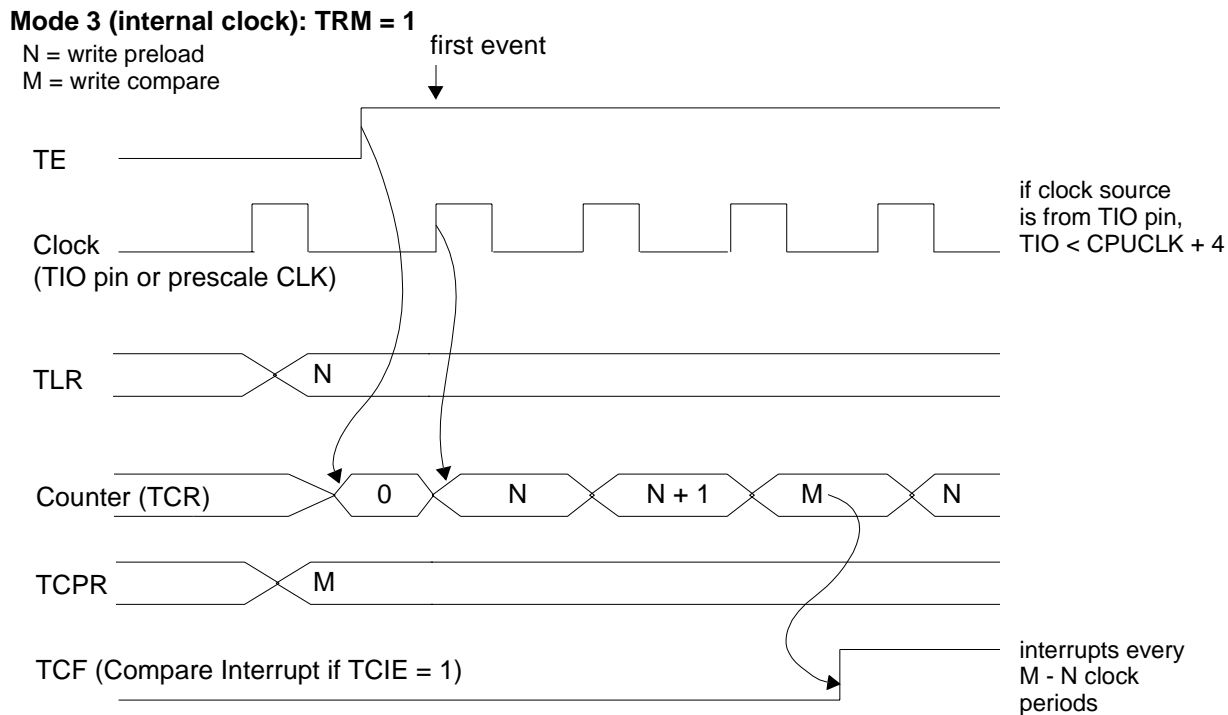 Mode 3 (internal clock): TRM = 1
N = write preload
M = write compare
first event
TE
if clock source
is from TIO pin,
TIO < CPUCLK + 4
Clock
(TIO pin or prescale CLK)
TLR
N
Counter (TCR)
0
N
N + 1
M
N
TCPR
M
TCF (Compare Interrupt if TCIE = 1)
interrupts every
M - N clock
periods